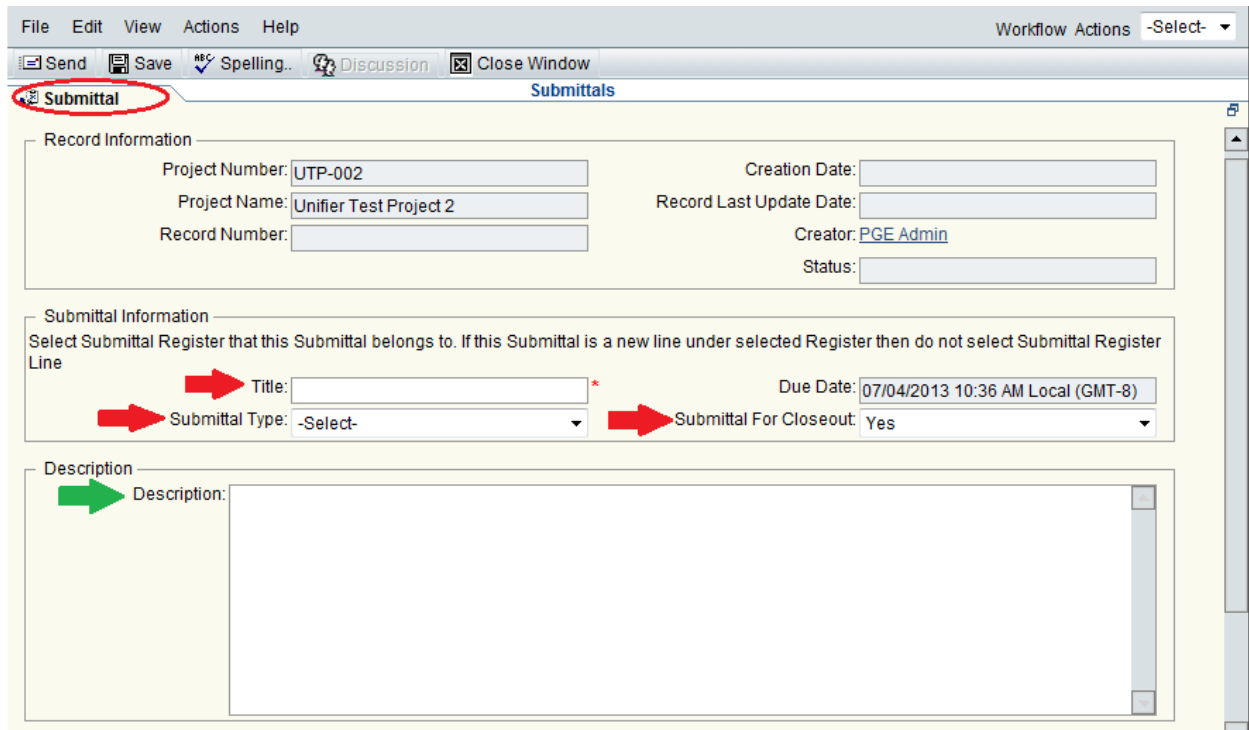 File Edit View Actions Help Workflow Actions -Select-
Send Save ABC Spelling.. Discussion Close Window
Submittal Submittals
Record Information
Project Number: UTP-002 Creation Date:
Project Name: Unifier Test Project 2 Record Last Update Date:
Record Number: Creator: PGE Admin
Status:
Submittal Information
Select Submittal Register that this Submittal belongs to. If this Submittal is a new line under selected Register then do not select Submittal Register
Line
Title: * Due Date: 07/04/2013 10:36 AM Local (GMT-8)
Submittal Type: -Select- Submittal For Closeout: Yes
Description
Description: